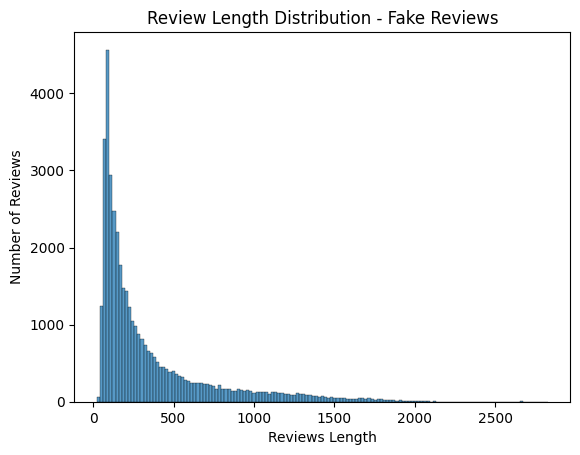 Review Length Distribution - Fake Reviews
Number of Reviews
4000
3000
2000
1000
0
0 500 1000 1500 2000 2500
Reviews Length